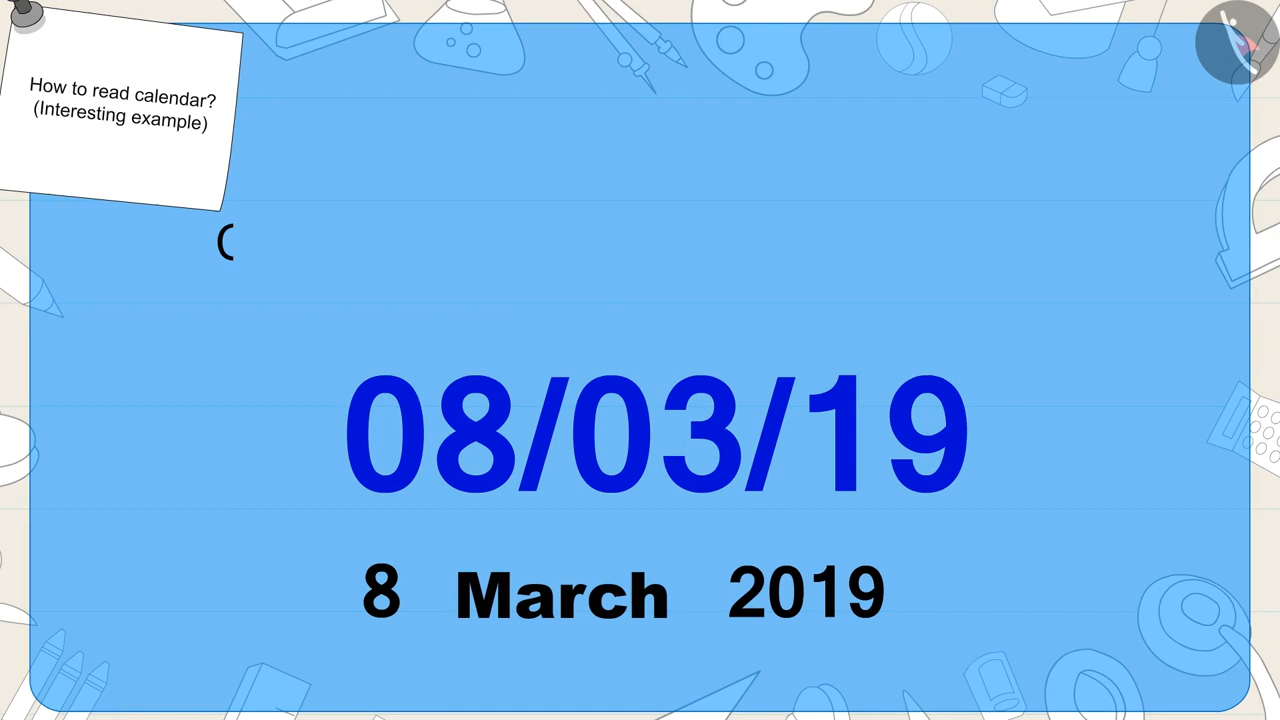 How to read calendar?
(Interesting example)
08/03/19
8 March 2019